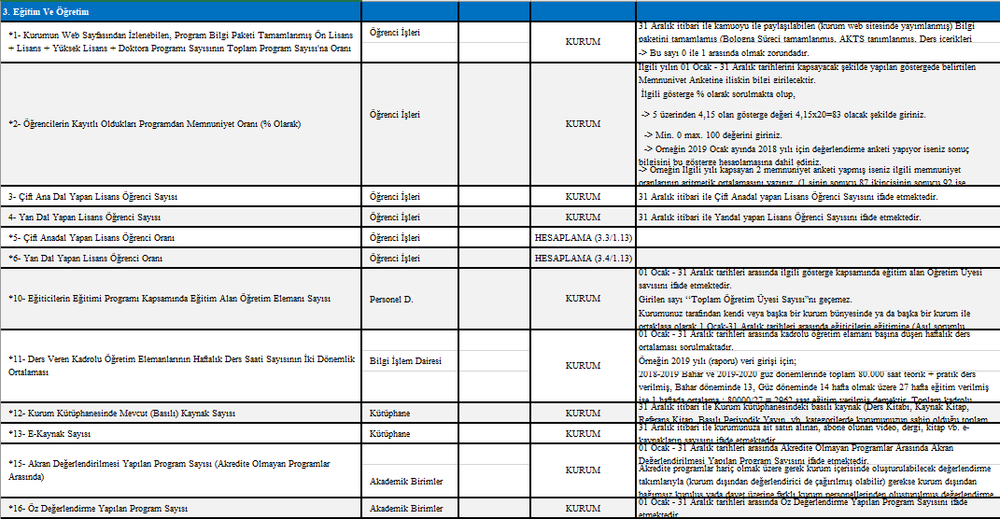 3. Eğitim Ve Öğretim
*1- Kurumun Web Sayfasından İzlenebilen, Program Bilgi Paketi Tamamlanmış Ön Lisans
+ Lisans + Yüksek Lisans + Doktora Programı Sayısının Toplam Program Sayısı'na Oranı
Öğrenci İşleri
KURUM
31 Aralık itibari ile kamuoyu ile paylaşılabilen (kurum web sitesinde yayımlanmış) Bilgi
paketini tamamlamış (Bologna Süreci tamamlanmış, AKTS tanımlanmış, Ders içerikleri
-> Bu sayı 0 ile 1 arasında olmak zorundadır.
*2- Öğrencilerin Kayıtlı Oldukları Programdan Memnuniyet Oranı (% Olarak)
Öğrenci İşleri
KURUM
İlgili yılın 01 Ocak - 31 Aralık tarihlerini kapsayacak şekilde yapılan göstergede belirtilen
Memnuniyet Anketine ilişkin bilgi girilecektir.
İlgili gösterge % olarak sorulmakta olup,
-> 5 üzerinden 4,15 olan gösterge değeri 4,15x20=83 olacak şekilde giriniz.
-> Min. 0 max. 100 değerini giriniz.
-> Örneğin 2019 Ocak ayında 2018 yılı için değerlendirme anketi yapıyor iseniz sonuç
bilgisini bu gösterge hesaplamasına dahil ediniz.
-> Örneğin İlgili yılı kapsayan 2 memnuniyet anketi yapmış iseniz ilgili memnuniyet
oranlarının aritmetik ortalamasını yazınız. (1.sinin sonucu 87 ikincisinin sonucu 92 ise
3- Çift Ana Dal Yapan Lisans Öğrenci Sayısı
Öğrenci İşleri
KURUM
31 Aralık itibari ile Çift Anadal yapan Lisans Öğrencisi Sayısını ifade etmektedir.
4- Yan Dal Yapan Lisans Öğrenci Sayısı
Öğrenci İşleri
KURUM
31 Aralık itibari ile Yandal yapan Lisans Öğrencisi Sayısını ifade etmektedir.
*5- Çift Anadal Yapan Lisans Öğrenci Oranı
Öğrenci İşleri
HESAPLAMA (3.3/1.13)
*6- Yan Dal Yapan Lisans Öğrenci Oranı
Öğrenci İşleri
HESAPLAMA (3.4/1.13)
*10- Eğiticilerin Eğitimi Programı Kapsamında Eğitim Alan Öğretim Elemanı Sayısı
Personel D.
KURUM
01 Ocak - 31 Aralık tarihleri arasında ilgili gösterge kapsamında eğitim alan Öğretim Üyesi
sayısını ifade etmektedir.
Girilen sayı ‘‘Toplam Öğretim Üyesi Sayısı”nı geçemez.
Kurumunuz tarafından kendi veya başka bir kurum bünyesinde ya da başka bir kurum ile
ortaklaşa olarak 1 Ocak-31 Aralık tarihleri arasında eğiticilerin eğitimine (Asıl sorumlu
*11- Ders Veren Kadrolu Öğretim Elemanlarının Haftalık Ders Saati Sayısının İki Dönemlik
Ortalaması
Bilgi İşlem Dairesi
KURUM
01 Ocak - 31 Aralık tarihleri arasında kadrolu öğretim elamanı başına düşen haftalık ders
ortalaması sorulmaktadır.
Örneğin 2019 yılı (raporu) veri girişi için;
2018-2019 Bahar ve 2019-2020 güz dönemlerinde toplam 80.000 saat teorik + pratik ders
verilmiş, Bahar döneminde 13, Güz döneminde 14 hafta olmak üzere 27 hafta eğitim verilmiş
ise 1 haftada ortalama : 80000/27 = 2962 saat eğitim verilmiş demektir. Toplam kadrolu
*12- Kurum Kütüphanesinde Mevcut (Basılı) Kaynak Sayısı
Kütüphane
KURUM
31 Aralık itibari ile Kurum kütüphanesindeki basılı kaynak (Ders Kitabı, Kaynak Kitap,
Referans Kitap, Basılı Periyodik Yayın, vb. kategorilerde kurumunuzun sahip olduğu toplam
*13- E-Kaynak Sayısı
Kütüphane
KURUM
31 Aralık itibari ile kurumunuza ait satın alınan, abone olunan video, dergi, kitap vb. e-
kaynakların sayısını ifade etmektedir.
*15- Akran Değerlendirilmesi Yapılan Program Sayısı (Akredite Olmayan Programlar
Arasında)
Akademik Birimler
KURUM
01 Ocak - 31 Aralık tarihleri arasında Akredite Olmayan Programlar Arasında Akran
Değerlendirilmesi Yapılan Program Sayısını ifade etmektedir.
Akredite programlar hariç olmak üzere gerek kurum içerisinde oluşturulabilecek değerlendirme
takımlarıyla (kurum dışından değerlendirici de çağırılmış olabilir) gerekse kurum dışından
bağımsız kuruluş yada davet üzerine farklı kurum personellerinden oluşturulmuş değerlendirme
*16- Öz Değerlendirme Yapılan Program Sayısı
Akademik Birimler
KURUM
01 Ocak - 31 Aralık tarihleri arasında Öz Değerlendirme Yapılan Program Sayısını ifade
etmektedir.